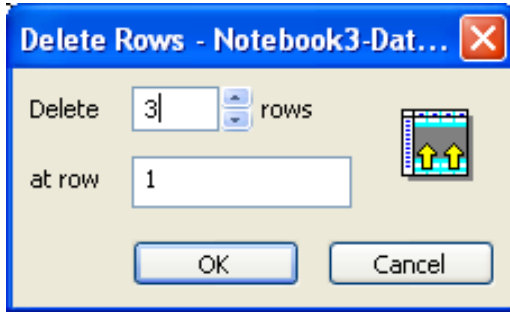 Delete Rows - Notebook3-Dat...
Delete 3 rows
at row 1
OK Cancel